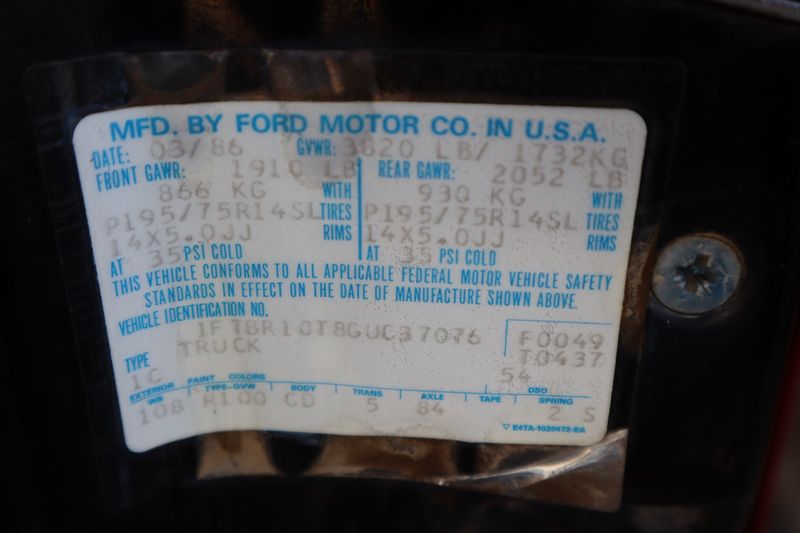 MFD. BY FORD MOTOR CO. IN U.S.A.
DATE: 03/86 GVWR: 3820 LB/ 1732KG
FRONT GAWR: 1910 LB REAR GAWR: 2052 LB
866 KG WITH 930 KG WITH
P195/75R14SL TIRES P195/75R14SL TIRES
14X5.0JJ RIMS 14X5.0JJ RIMS
AT 35 PSI COLD AT 35 PSI COLD
THIS VEHICLE CONFORMS TO ALL APPLICABLE FEDERAL MOTOR VEHICLE SAFETY
STANDARDS IN EFFECT ON THE DATE OF MANUFACTURE SHOWN ABOVE.
VEHICLE IDENTIFICATION NO.
1FTBR10T8GUC37076 F0049
TYPE TRUCK T0437
1C 54
EXTERIOR PAINT COLORS DSO
WB TYPE-GVW BODY TRANS AXLE TAPE SPRING
108 R100 CD 5 84 2 S
▽ E4TA-1020472-EA